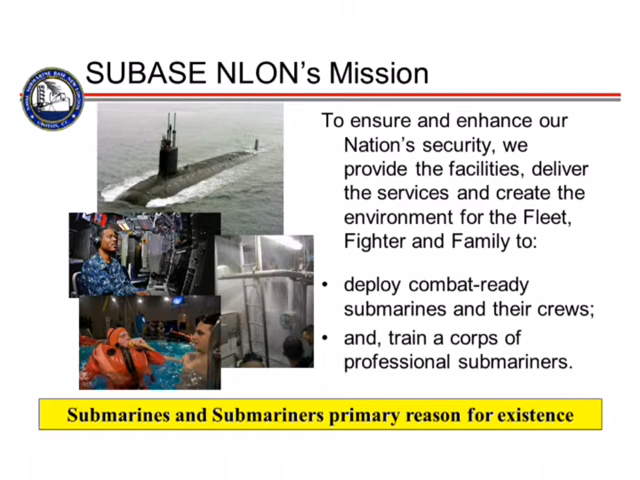 SUBASE NLON's Mission
To ensure and enhance our
Nation's security, we
provide the facilities, deliver
the services and create the
environment for the Fleet,
Fighter and Family to:
• deploy combat-ready
submarines and their crews;
• and, train a corps of
professional submariners.
Submarines and Submariners primary reason for existence